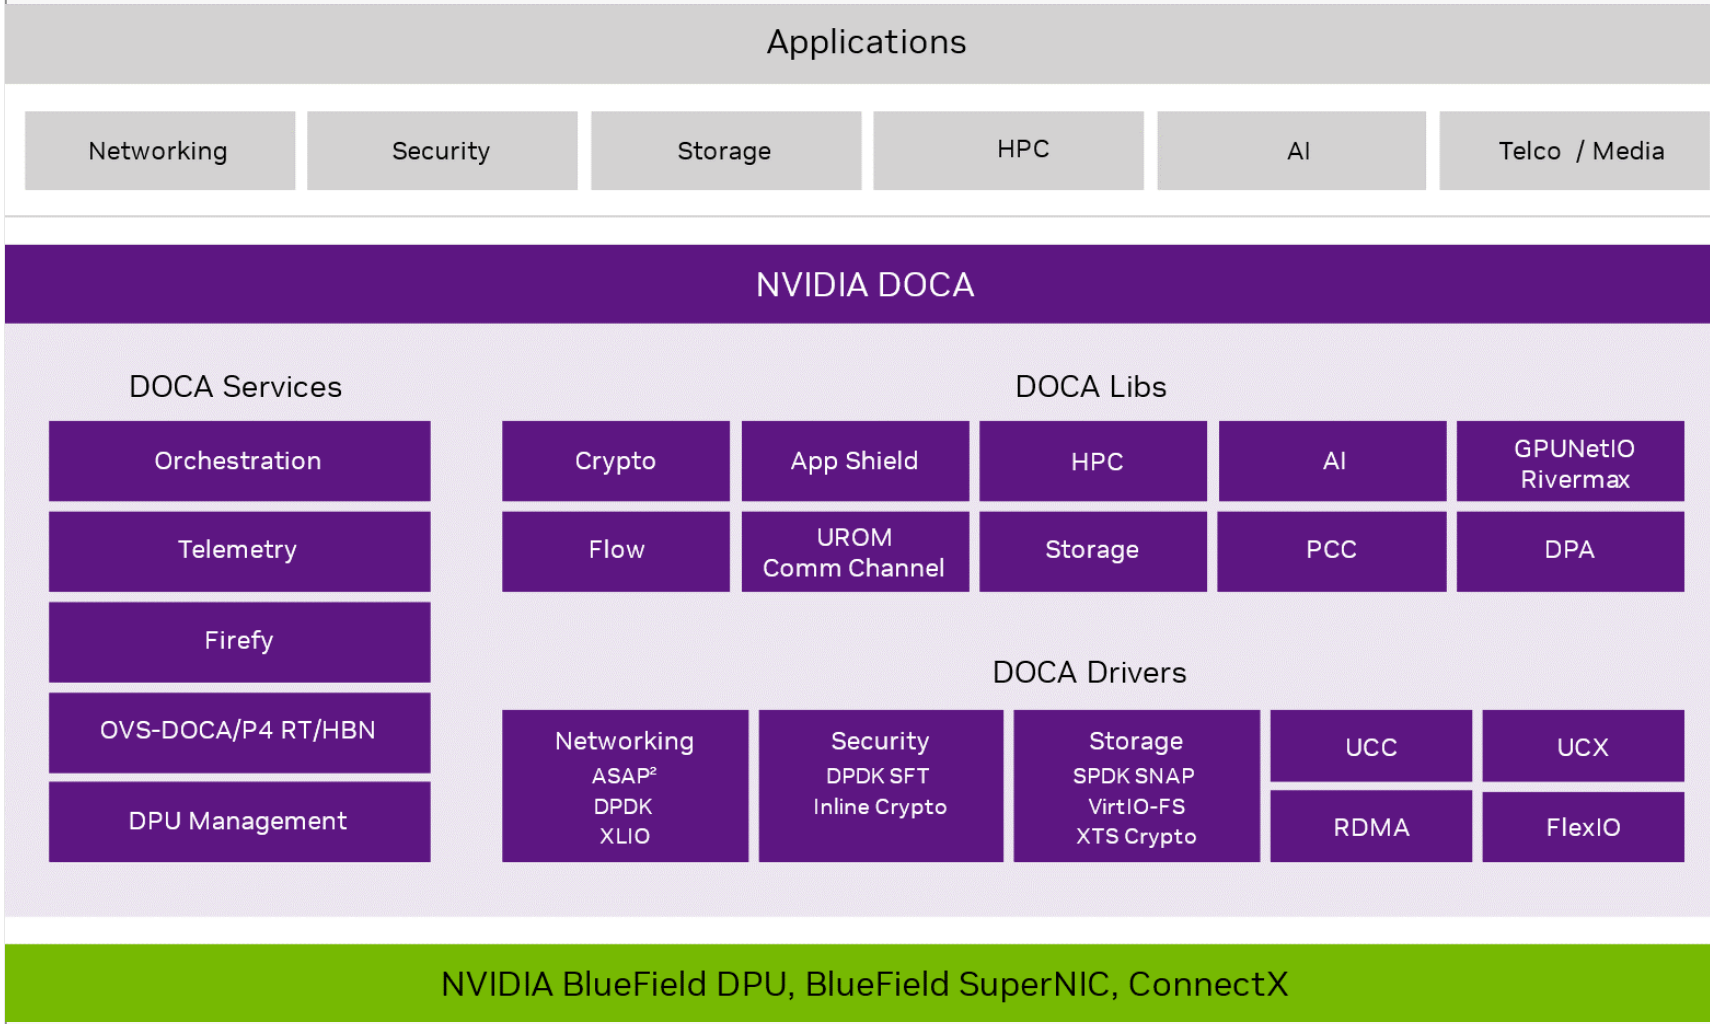 Applications
Networking
Security
Storage
HPC
AI
Telco / Media
NVIDIA DOCA
DOCA Services
Orchestration
Telemetry
Firefy
OVS-DOCA/P4 RT/HBN
DPU Management
DOCA Libs
Crypto
App Shield
HPC
AI
GPUNetIO
Rivermax
Flow
UROM
Comm Channel
Storage
PCC
DPA
DOCA Drivers
Networking
ASAP²
DPDK
XLIO
Security
DPDK SFT
Inline Crypto
Storage
SPDK SNAP
VirtIO-FS
XTS Crypto
UCC
UCX
RDMA
FlexIO
NVIDIA BlueField DPU, BlueField SuperNIC, ConnectX